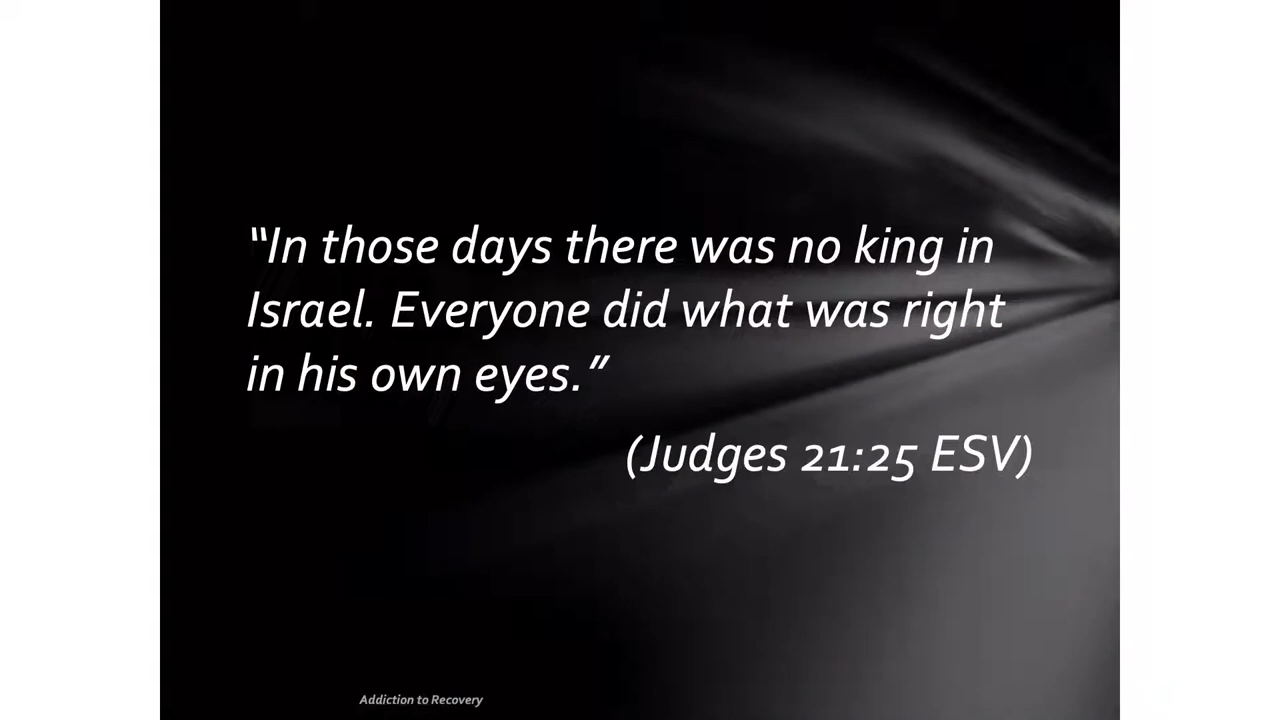 “In those days there was no king in
Israel. Everyone did what was right
in his own eyes.”
(Judges 21:25 ESV)
Addiction to Recovery